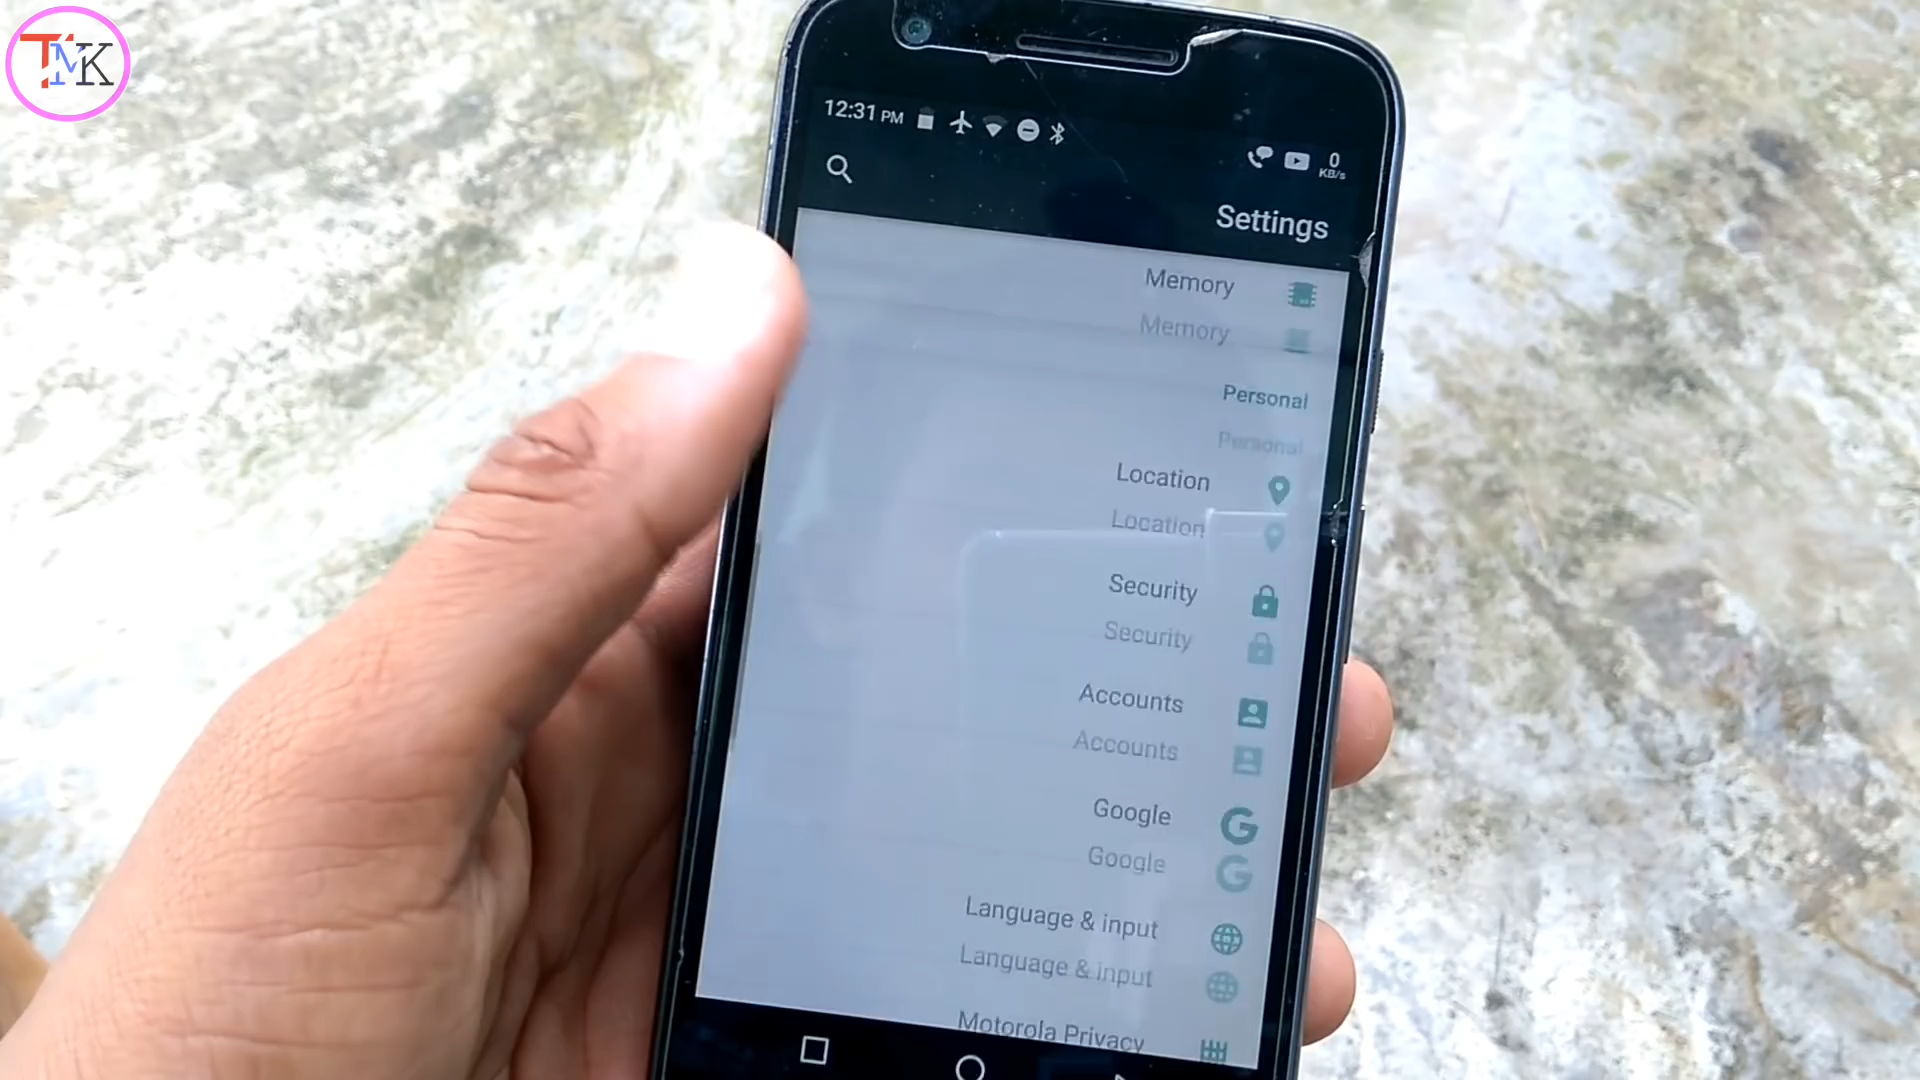 TMK
12:31 PM
0
KB/s
Settings
Memory
Memory
Personal
Personal
Location
Location
Security
Security
Accounts
Accounts
Google
Google
Language & input
Language & input
Motorola Privacy